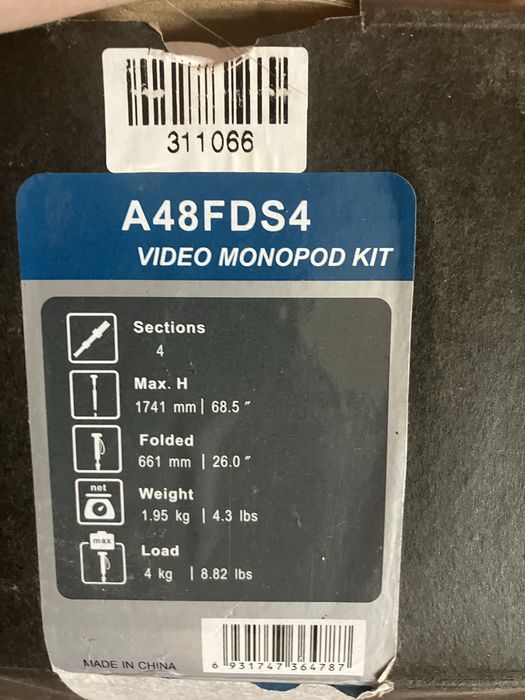 311066
A48FDS4
VIDEO MONOPOD KIT
Sections
4
Max. H
1741 mm | 68.5"
Folded
661 mm | 26.0"
net
Weight
1.95 kg | 4.3 lbs
max
Load
4 kg | 8.82 lbs
MADE IN CHINA
6 931747 364787